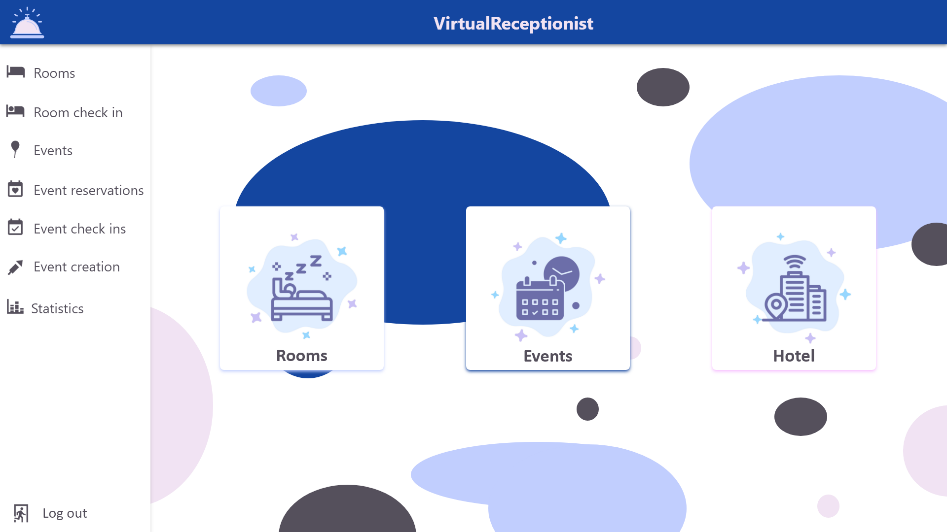 VirtualReceptionist
Rooms
Room check in
Events
Event reservations
Event check ins
Event creation
Statistics
Log out
Rooms
Events
Hotel